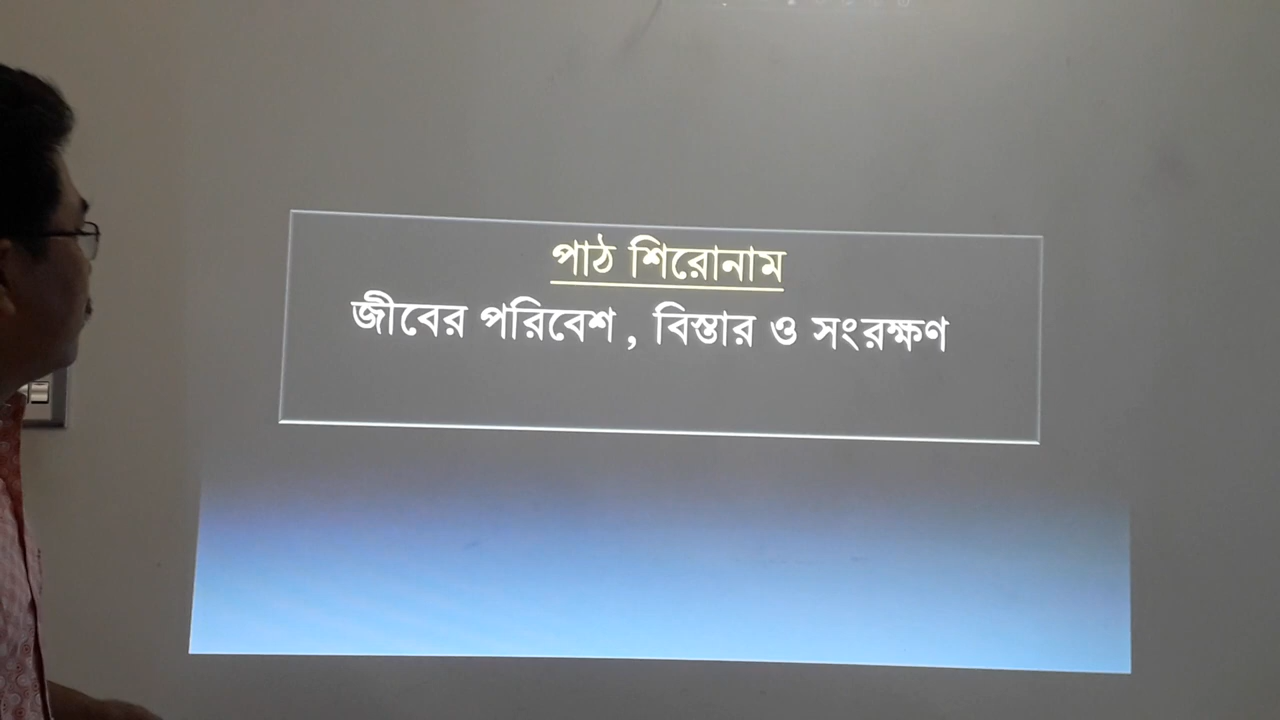 পাঠ শিরোনাম
জীবের পরিবেশ , বিস্তার ও সংরক্ষণ